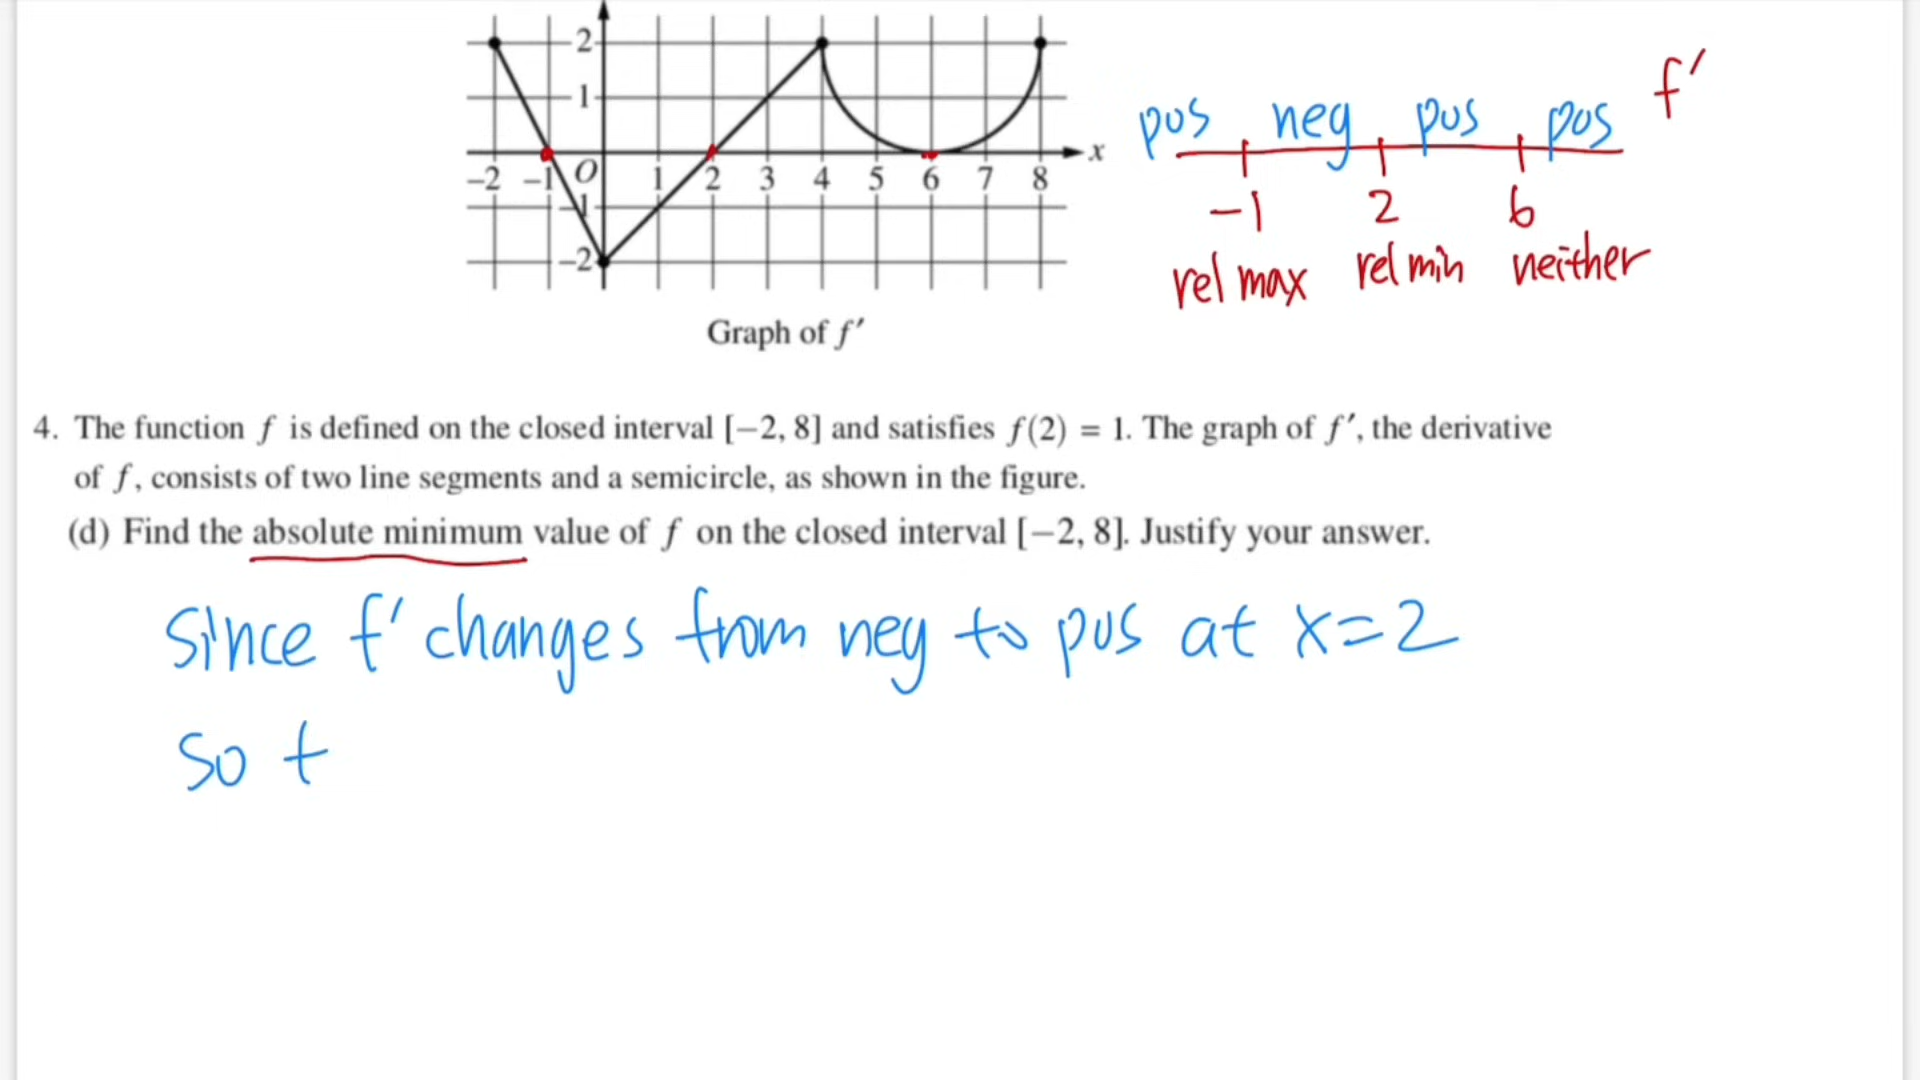 2
1
x
f′
pos neg pos pos
-2 -1 O 1 2 3 4 5 6 7 8
-1
-2
-1 2 6
rel max rel min neither
Graph of f′
4. The function f is defined on the closed interval [−2, 8] and satisfies f(2) = 1. The graph of f′, the derivative
of f, consists of two line segments and a semicircle, as shown in the figure.
(d) Find the absolute minimum value of f on the closed interval [−2, 8]. Justify your answer.
Since f′ changes from neg to pos at x=2
so t